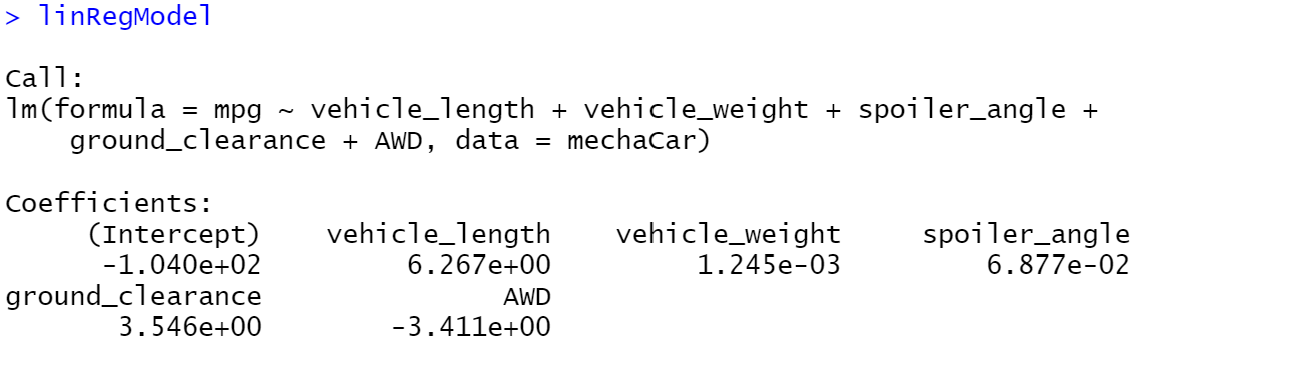 > linRegModel
Call:
lm(formula = mpg ~ vehicle_length + vehicle_weight + spoiler_angle +
    ground_clearance + AWD, data = mechaCar)
Coefficients:
     (Intercept)    vehicle_length    vehicle_weight     spoiler_angle
      -1.040e+02         6.267e+00         1.245e-03         6.877e-02
ground_clearance               AWD
       3.546e+00        -3.411e+00